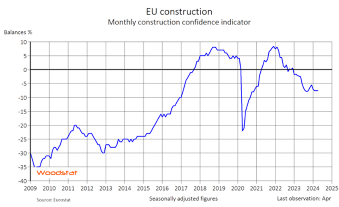 EU construction
Monthly construction confidence indicator
Balances %
10
5
0
-5
-10
-15
-20
-25
-30
-35
-40
Woodstat
2009 2010 2011 2012 2013 2014 2015 2016 2017 2018 2019 2020 2021 2022 2023 2024 2025
Source: Eurostat Seasonally adjusted figures Last observation: Apr